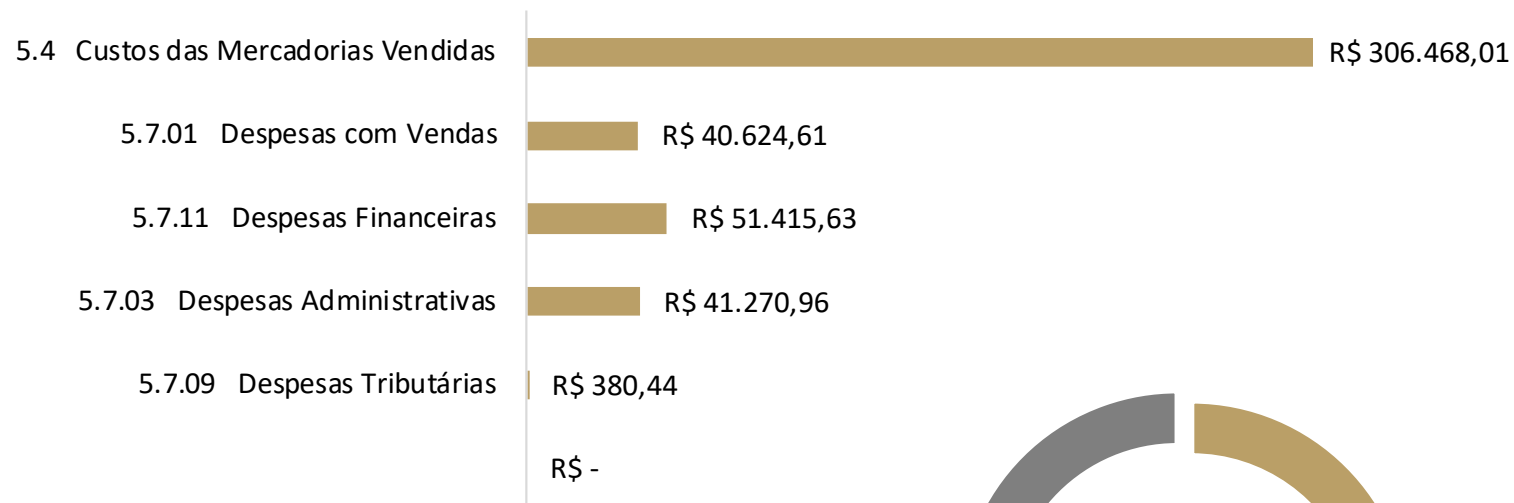 5.4 Custos das Mercadorias Vendidas R$ 306.468,01
5.7.01 Despesas com Vendas R$ 40.624,61
5.7.11 Despesas Financeiras R$ 51.415,63
5.7.03 Despesas Administrativas R$ 41.270,96
5.7.09 Despesas Tributárias R$ 380,44
R$ -